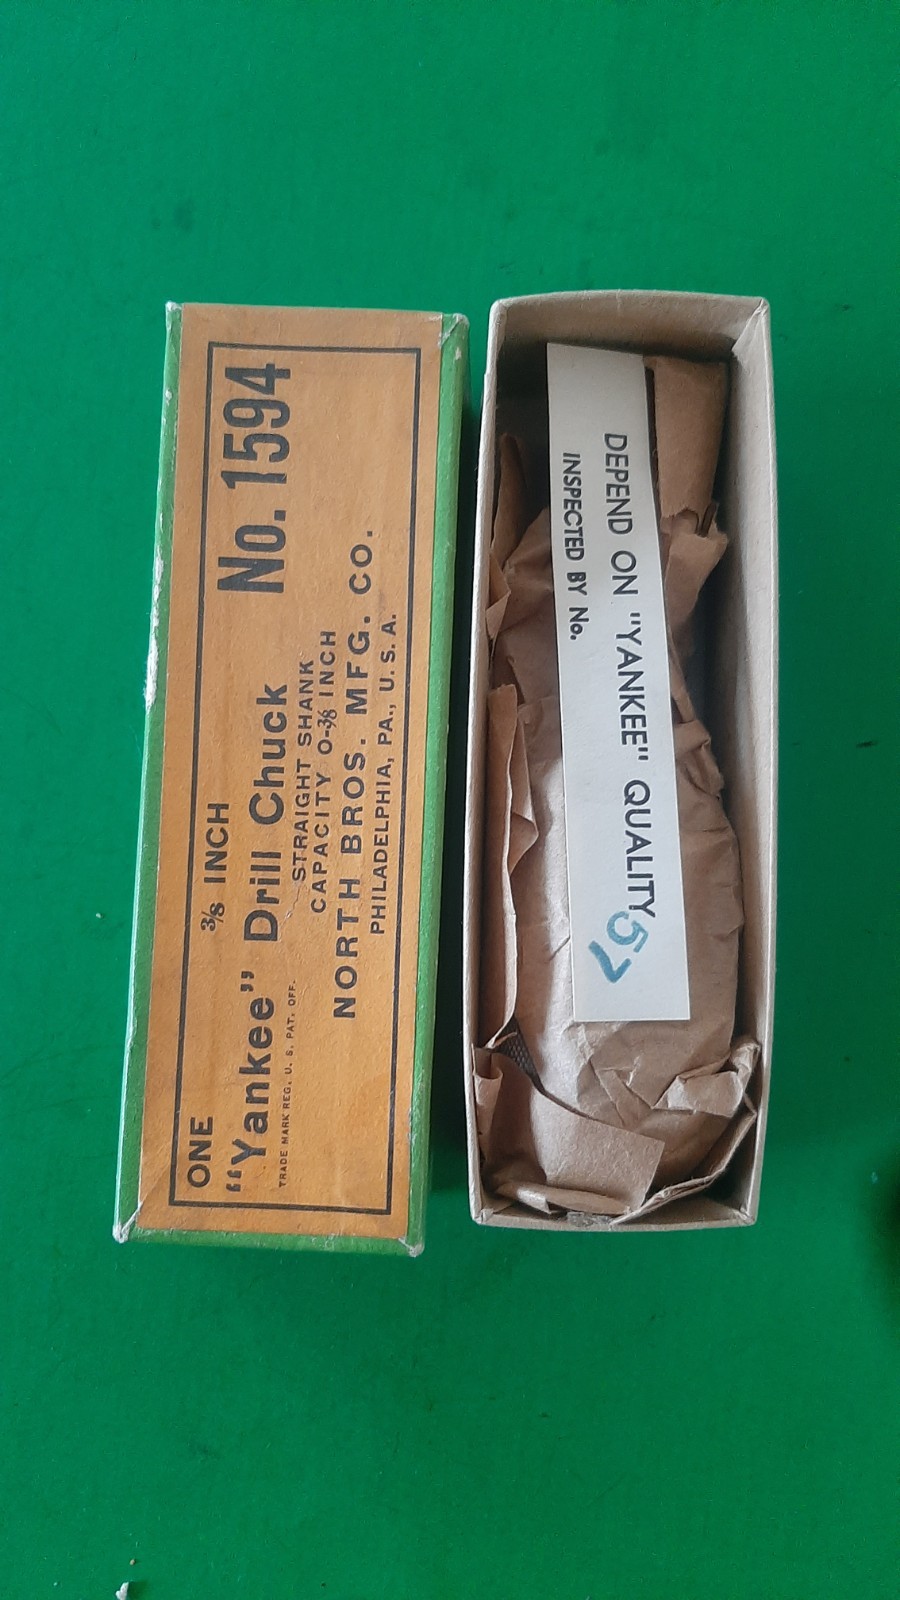 ONE 3/8 INCH No. 1594
"Yankee" Drill Chuck
TRADE MARK REG. U. S. PAT. OFF. STRAIGHT SHANK
CAPACITY 0-3/8 INCH
NORTH BROS. MFG. CO.
PHILADELPHIA, PA., U. S. A.
DEPEND ON "YANKEE" QUALITY
INSPECTED BY No. 57